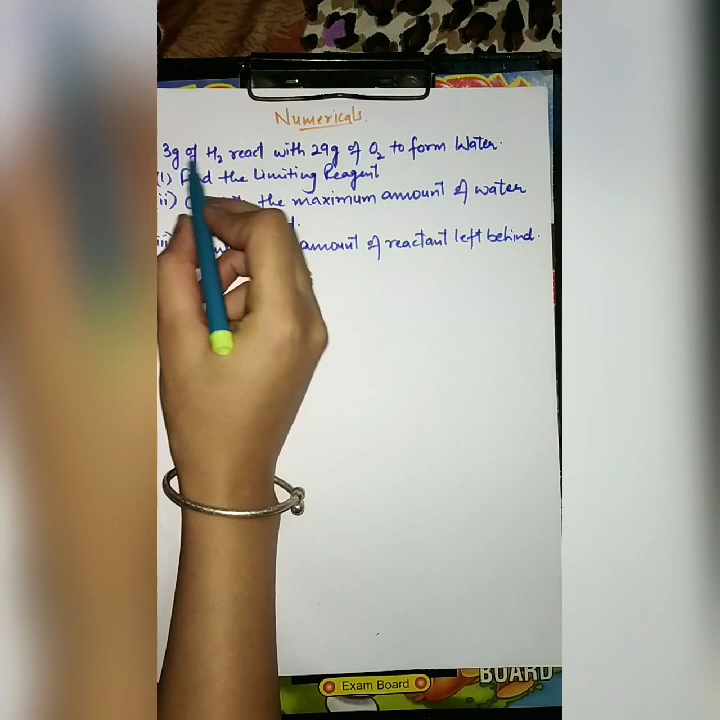 Numericals.
3g of H2 react with 29g of O2 to form Water.
(i) Find the Limiting Reagent
ii) the maximum amount of water
amount of reactant left behind.
BOARD
Exam Board